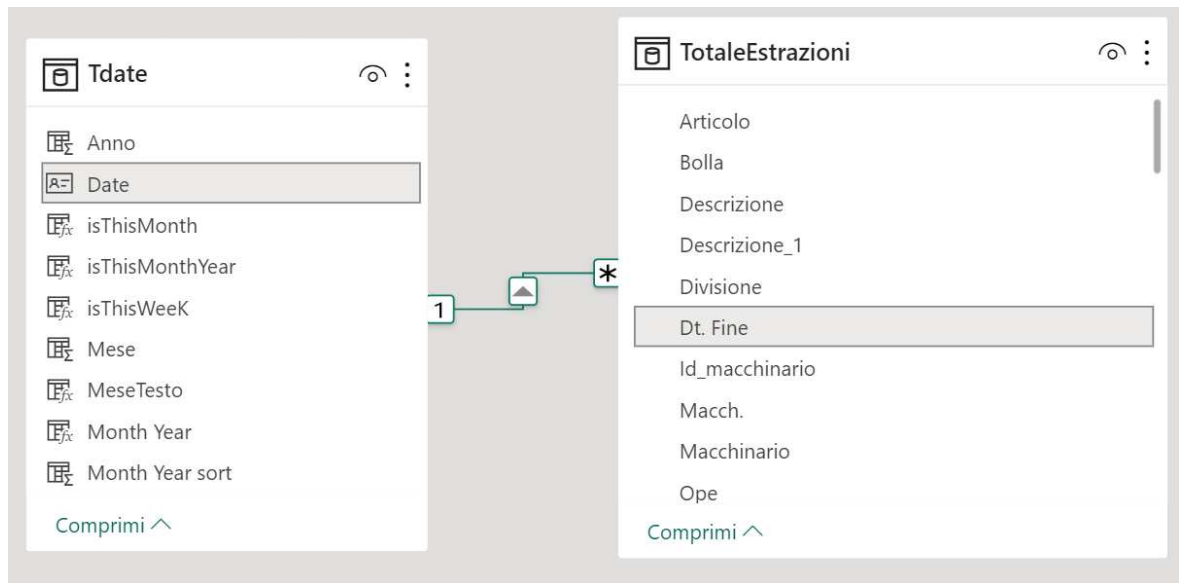 Tdate
Anno
Date
isThisMonth
isThisMonthYear
isThisWeeK
Mese
MeseTesto
Month Year
Month Year sort
Comprimi
1
*
TotaleEstrazioni
Articolo
Bolla
Descrizione
Descrizione_1
Divisione
Dt. Fine
Id_macchinario
Macch.
Macchinario
Ope
Comprimi